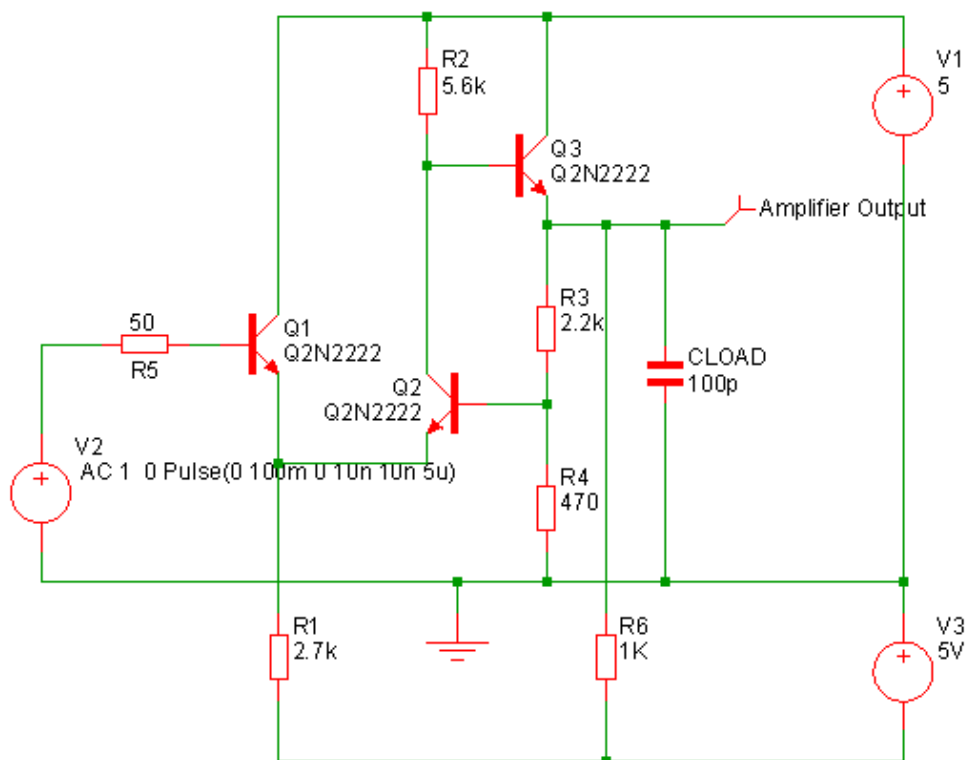 R2
5.6k
V1
5
Q3
Q2N2222
Amplifier Output
R3
2.2k
50
R5
Q1
Q2N2222
CLOAD
100p
Q2
Q2N2222
V2
AC 1 0 Pulse(0 100m 0 10n 10n 5u)
R4
470
R1
2.7k
R6
1K
V3
5V